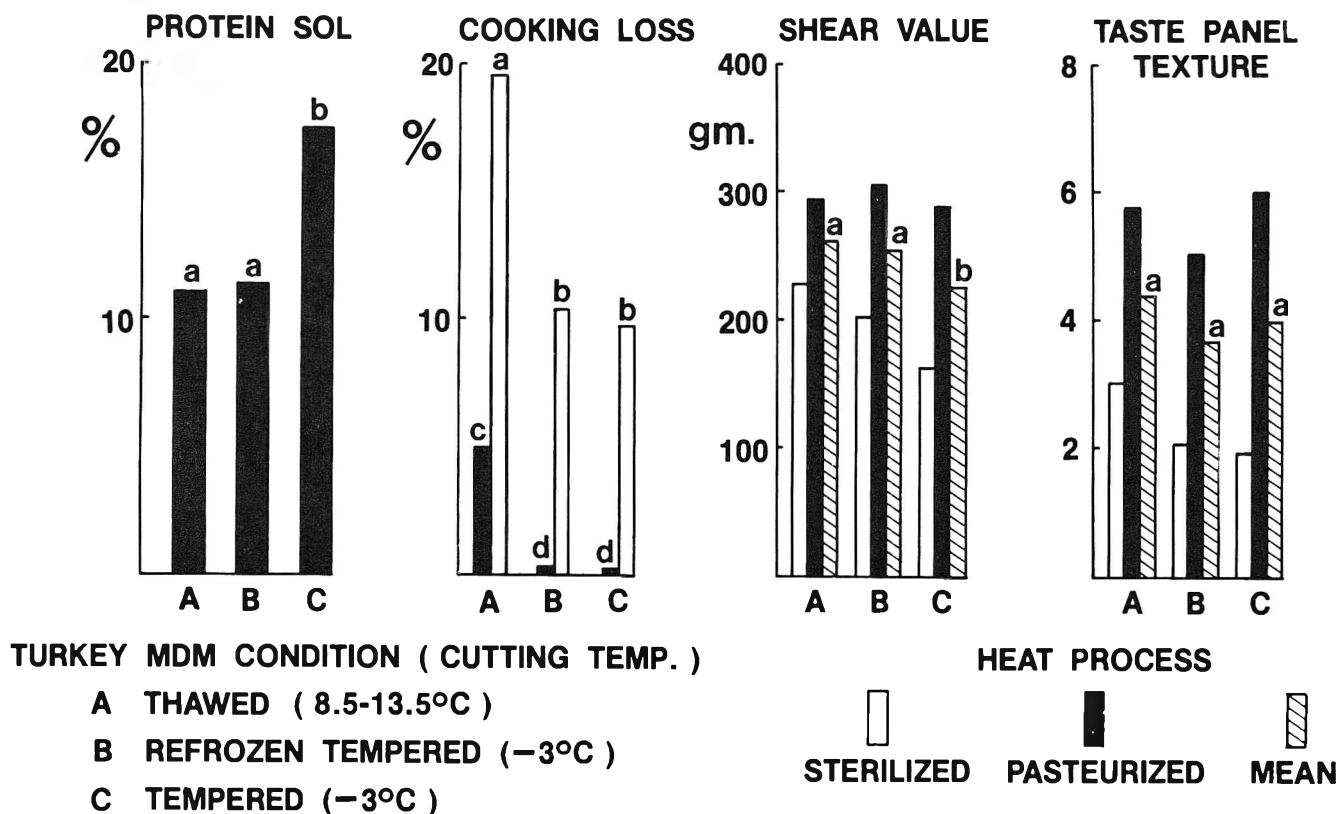 PROTEIN SOL
20
%
10
a
a
b
A B C
COOKING LOSS
20
%
10
a
c
b
d
b
d
A B C
SHEAR VALUE
400
gm.
300
200
100
a
a
b
A B C
TASTE PANEL
TEXTURE
8
6
4
2
a
a
a
A B C
TURKEY MDM CONDITION ( CUTTING TEMP. )
A THAWED ( 8.5-13.5°C )
B REFROZEN TEMPERED (−3°C )
C TEMPERED (−3°C )
HEAT PROCESS
STERILIZED PASTEURIZED MEAN